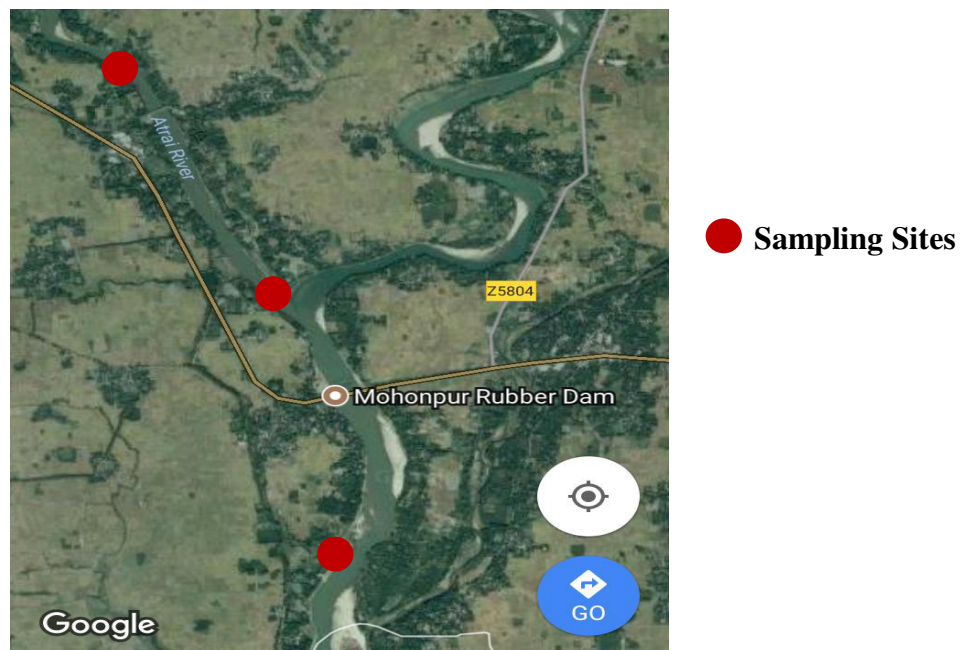 Atrai River
Sampling Sites
Z5804
Mohonpur Rubber Dam
GO
Google